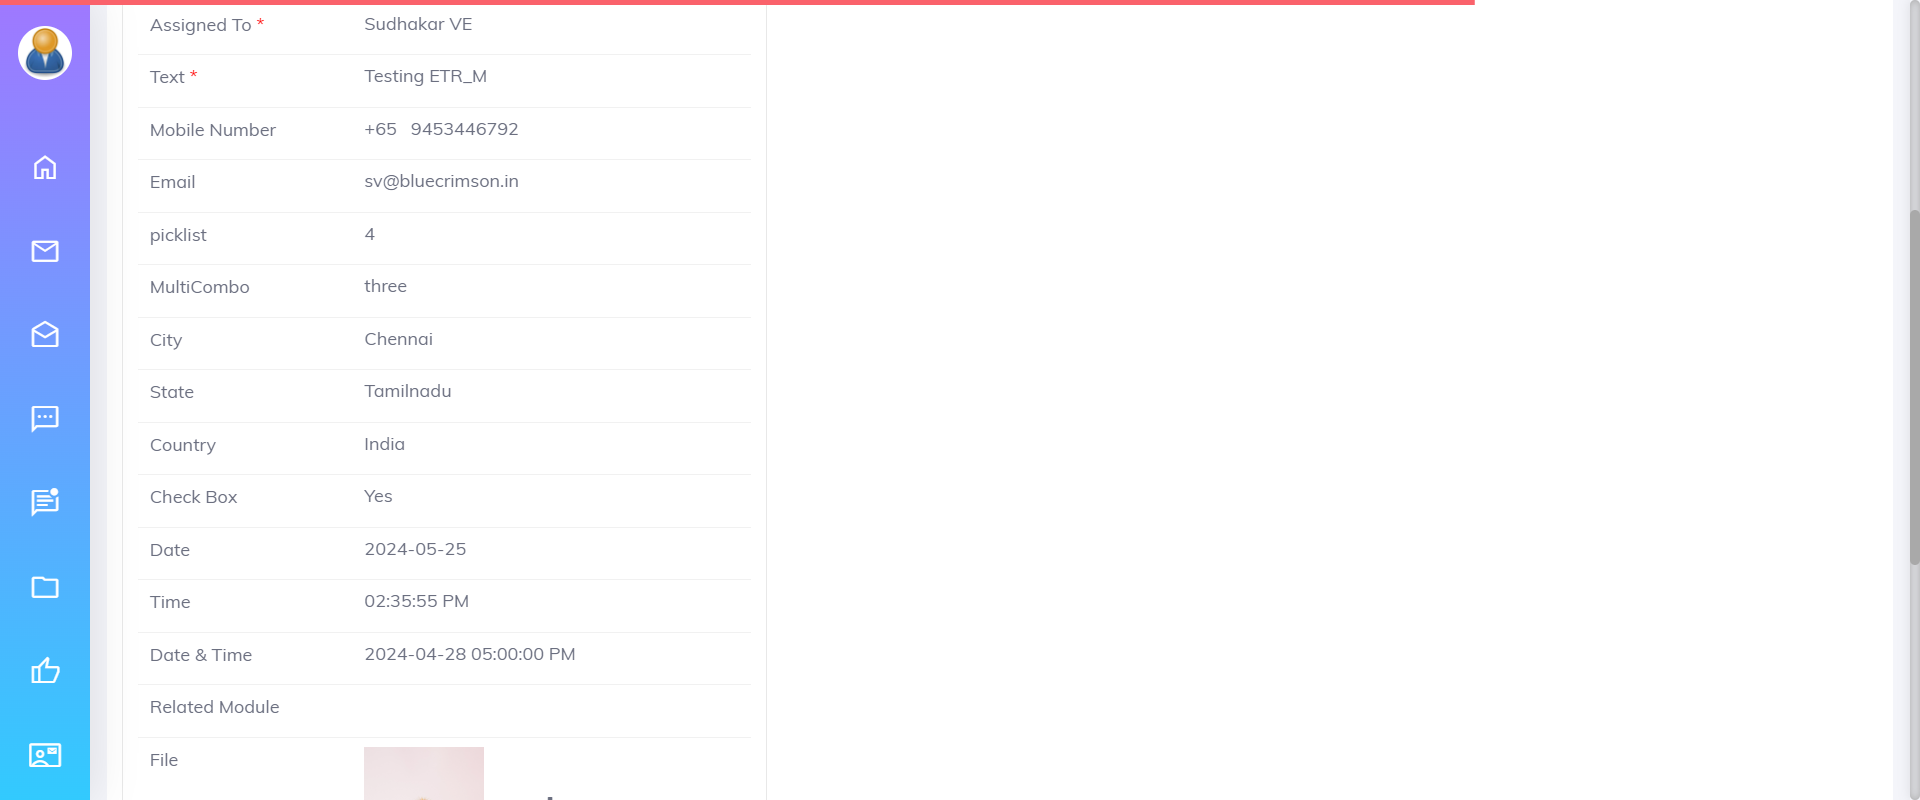 Assigned To * Sudhakar VE
Text * Testing ETR_M
Mobile Number +65 9453446792
Email sv@bluecrimson.in
picklist 4
MultiCombo three
City Chennai
State Tamilnadu
Country India
Check Box Yes
Date 2024-05-25
Time 02:35:55 PM
Date & Time 2024-04-28 05:00:00 PM
Related Module
File